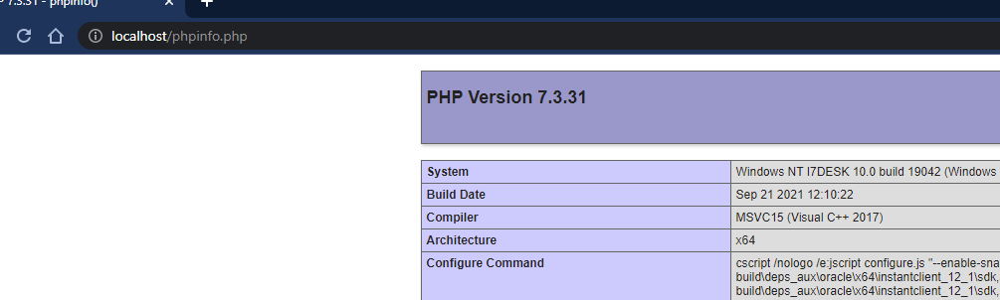 7.3.31 - phpinfo()
localhost/phpinfo.php
PHP Version 7.3.31
System Windows NT I7DESK 10.0 build 19042 (Windows
Build Date Sep 21 2021 12:10:22
Compiler MSVC15 (Visual C++ 2017)
Architecture x64
Configure Command cscript /nologo /e:jscript configure.js "--enable-sna
build\deps_aux\oracle\x64\instantclient_12_1\sdk,
build\deps_aux\oracle\x64\instantclient_12_1\sdk,